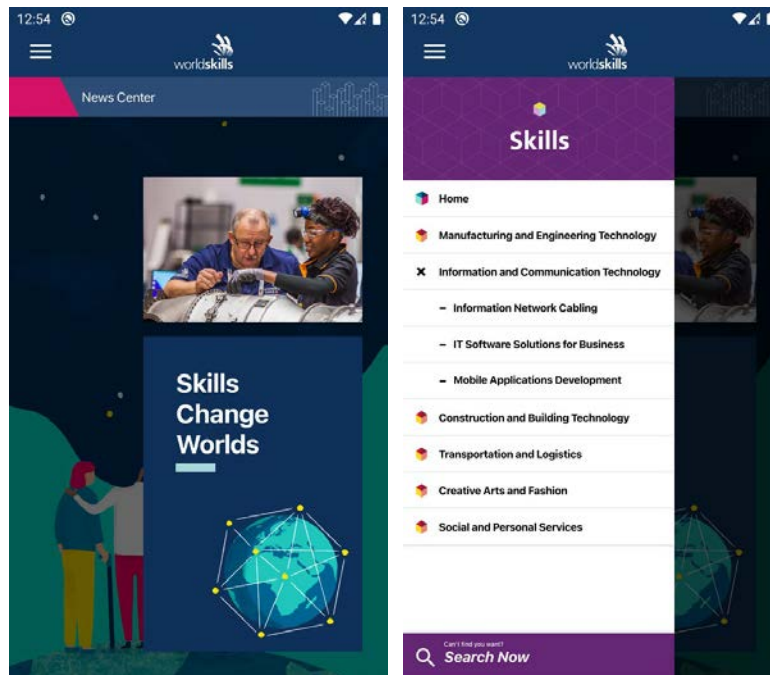 12:54
worldskills
News Center
Skills
Change
Worlds
12:54
worldskills
Skills
Home
Manufacturing and Engineering Technology
Information and Communication Technology
– Information Network Cabling
– IT Software Solutions for Business
– Mobile Applications Development
Construction and Building Technology
Transportation and Logistics
Creative Arts and Fashion
Social and Personal Services
Can't find you want?
Search Now